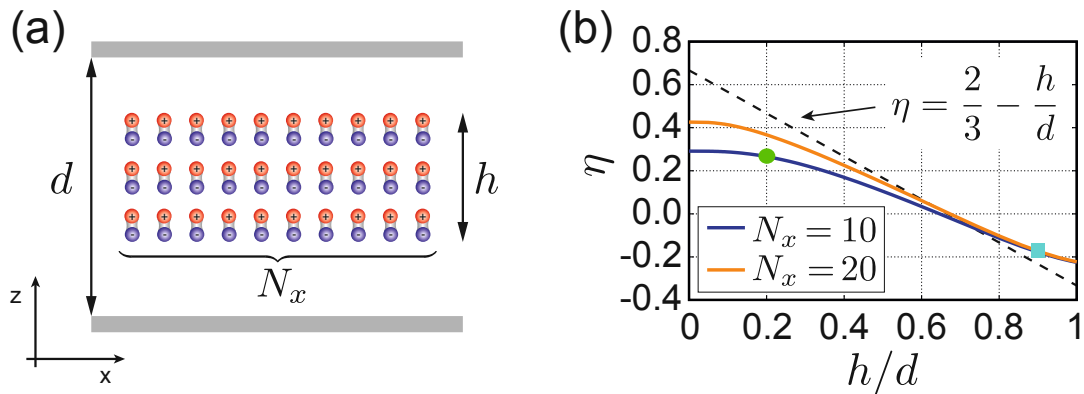 (a)
d
h
N_x
z
x
(b)
η
0.8
0.6
0.4
0.2
0.0
-0.2
-0.4
η = 2/3 − h/d
N_x = 10
N_x = 20
0 0.2 0.4 0.6 0.8 1
h/d